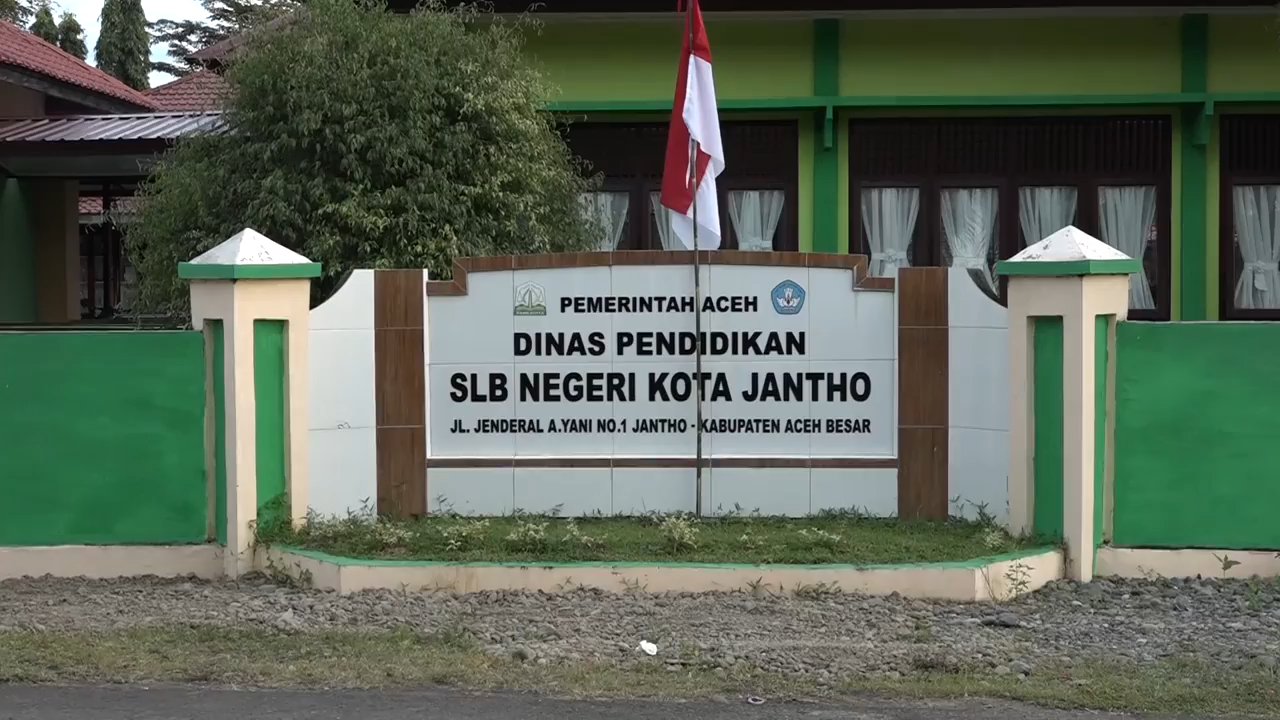 PEMERINTAH ACEH
DINAS PENDIDIKAN
SLB NEGERI KOTA JANTHO
JL. JENDERAL A.YANI NO.1 JANTHO - KABUPATEN ACEH BESAR